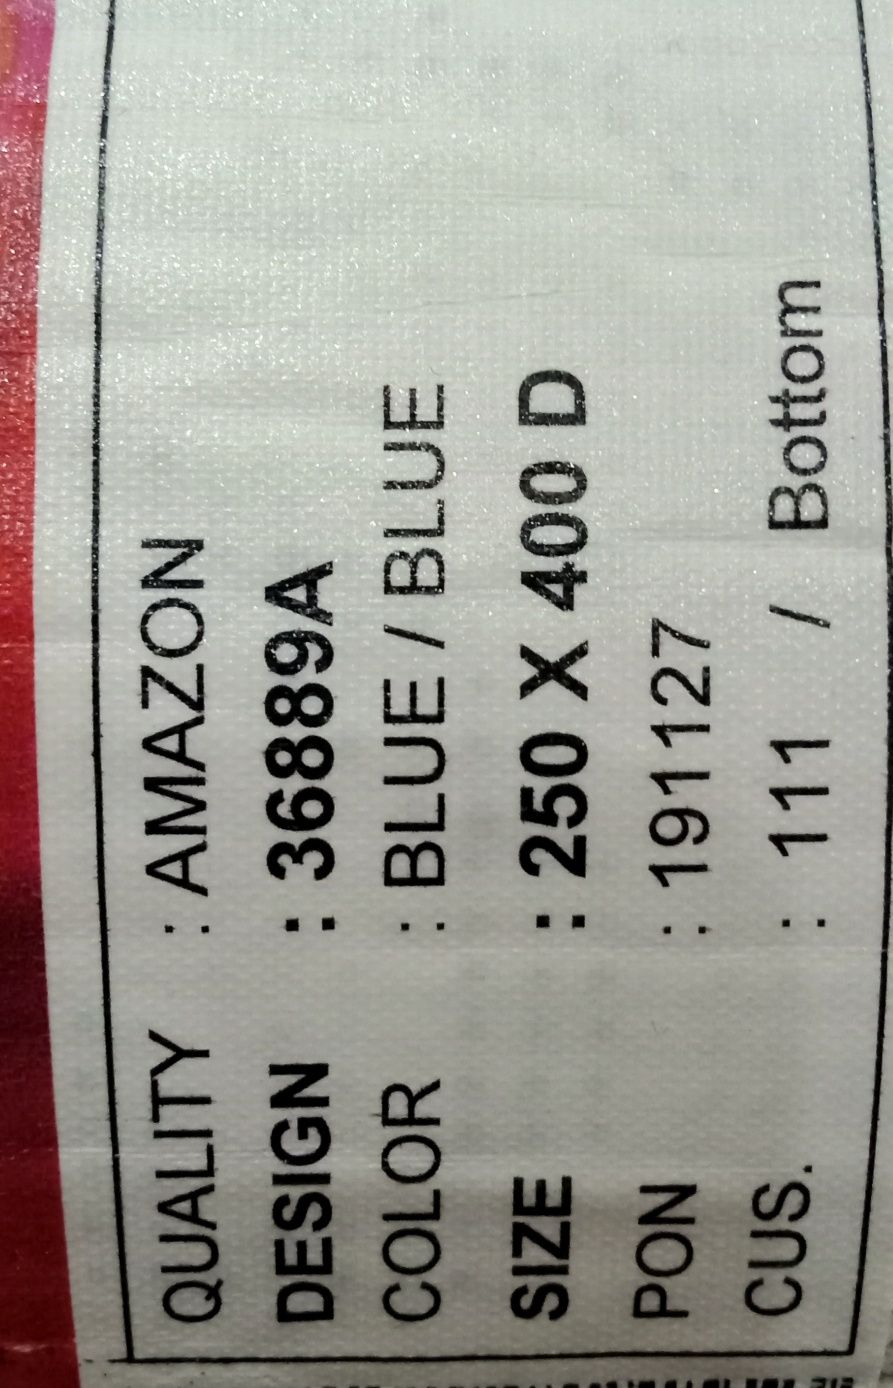 QUALITY : AMAZON
DESIGN : 36889A
COLOR : BLUE / BLUE
SIZE : 250 X 400 D
PON : 191127
CUS. : 111 / Bottom